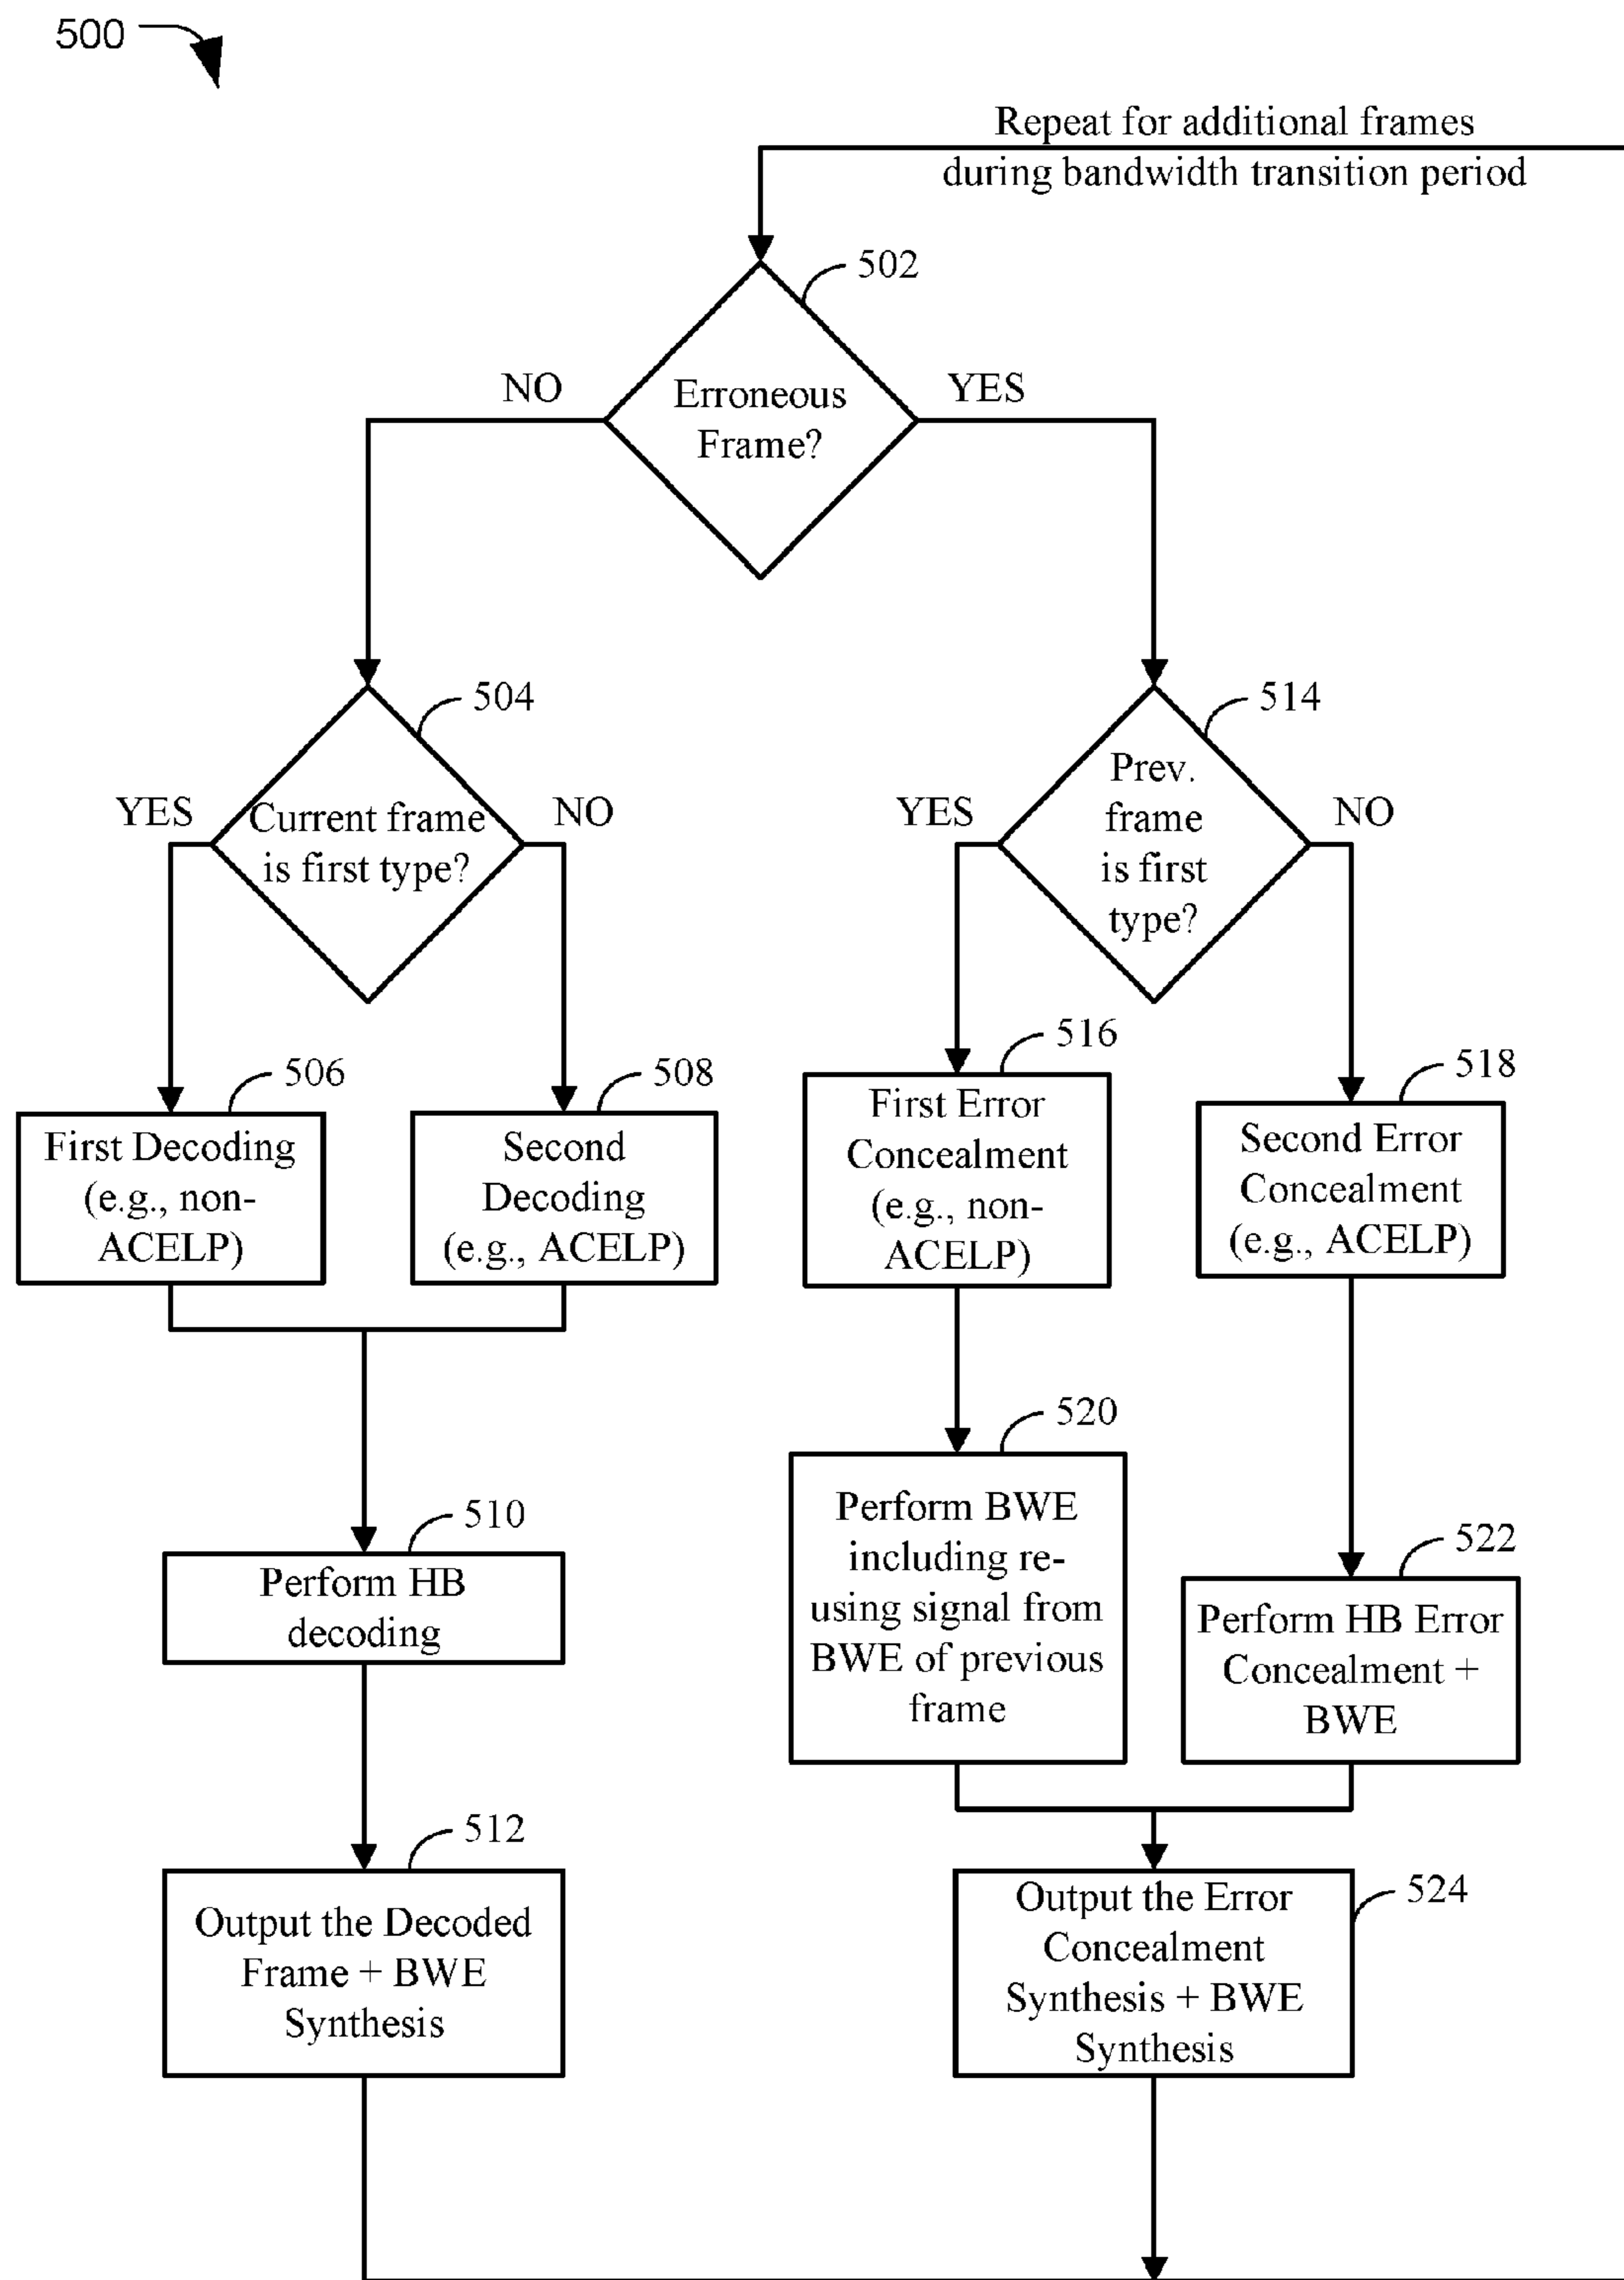 500
Repeat for additional frames
during bandwidth transition period
502
NO
Erroneous
Frame?
YES
504
YES
Current frame
is first type?
NO
514
YES
Prev.
frame
is first
type?
NO
506
First Decoding
(e.g., non-
ACELP)
508
Second
Decoding
(e.g., ACELP)
516
First Error
Concealment
(e.g., non-
ACELP)
518
Second Error
Concealment
(e.g., ACELP)
510
Perform HB
decoding
520
Perform BWE
including re-
using signal from
BWE of previous
frame
522
Perform HB Error
Concealment +
BWE
512
Output the Decoded
Frame + BWE
Synthesis
524
Output the Error
Concealment
Synthesis + BWE
Synthesis